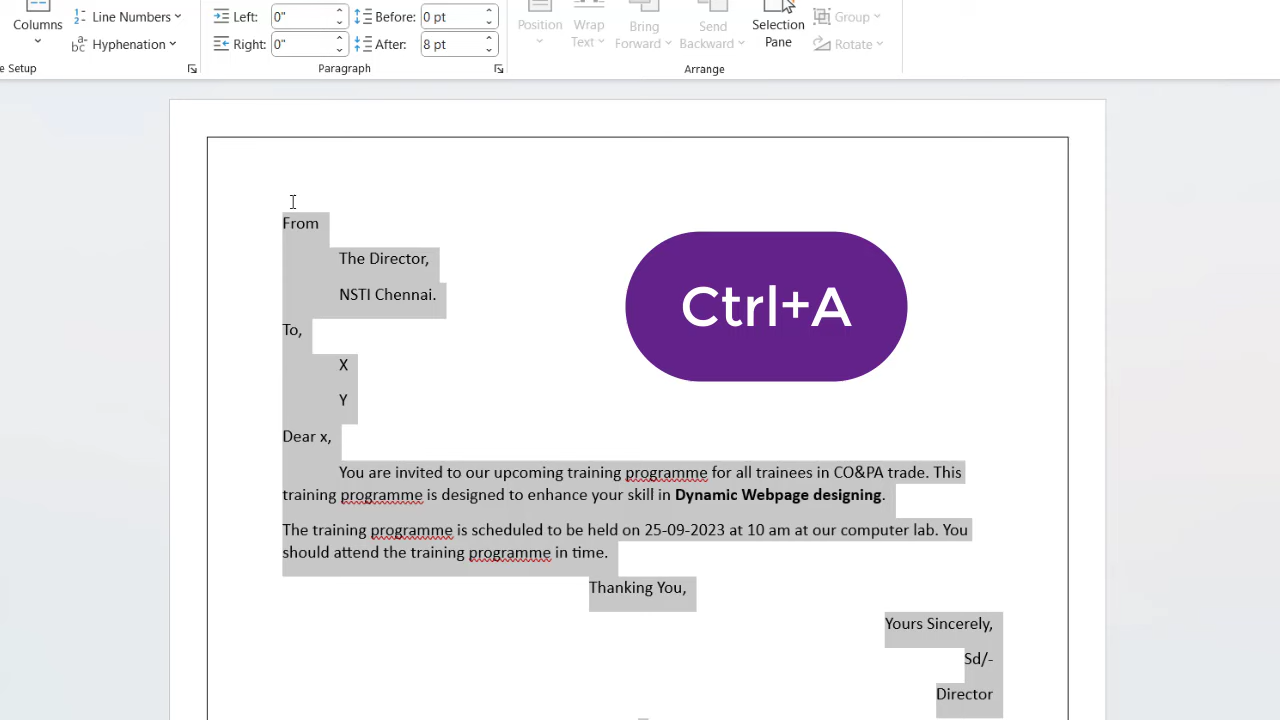 Columns
Line Numbers
Left:
0"
Before:
0 pt
Position
Wrap
Text
Bring
Forward
Send
Backward
Selection
Pane
Group
bc
Hyphenation
Right:
0"
After:
8 pt
Rotate
e Setup
Paragraph
Arrange
From
The Director,
NSTI Chennai.
Ctrl+A
To,
X
Y
Dear x,
You are invited to our upcoming training programme for all trainees in CO&PA trade. This
training programme is designed to enhance your skill in Dynamic Webpage designing.
The training programme is scheduled to be held on 25-09-2023 at 10 am at our computer lab. You
should attend the training programme in time.
Thanking You,
Yours Sincerely,
Sd/-
Director